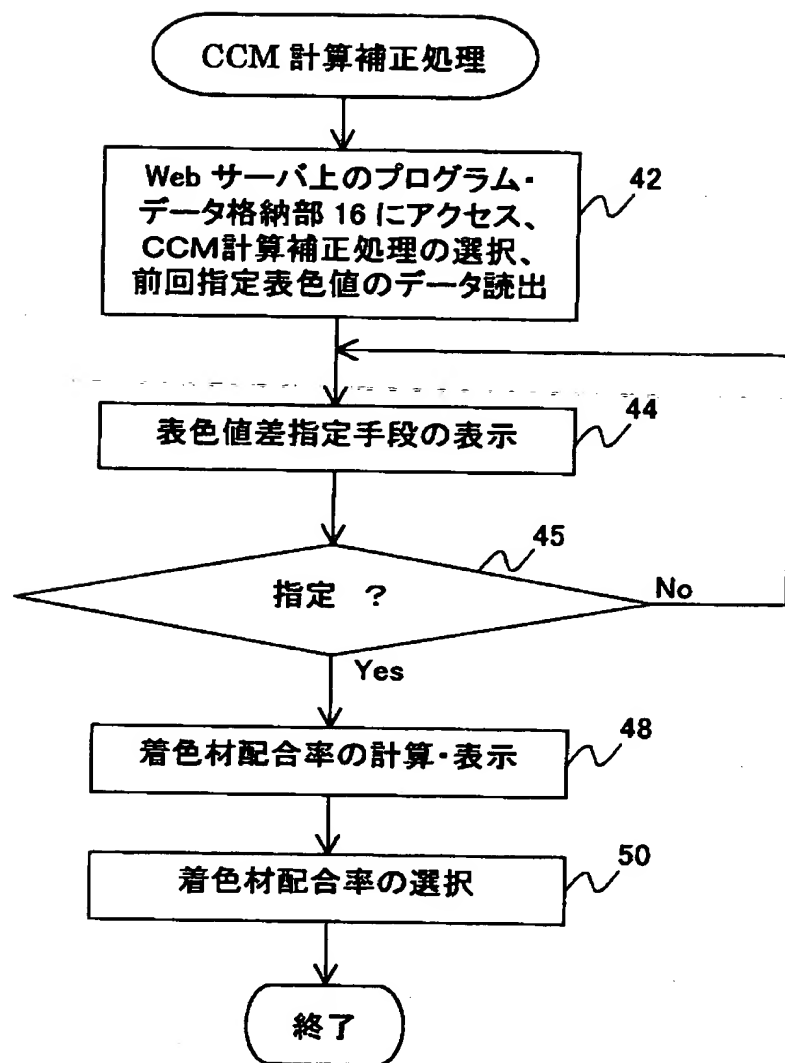 CCM 計算補正処理
Web サーバ上のプログラム・
データ格納部 16 にアクセス、
CCM計算補正処理の選択、
前回指定表色値のデータ読出
42
表色値差指定手段の表示
44
45
指定 ?
No
Yes
着色材配合率の計算・表示
48
着色材配合率の選択
50
終了